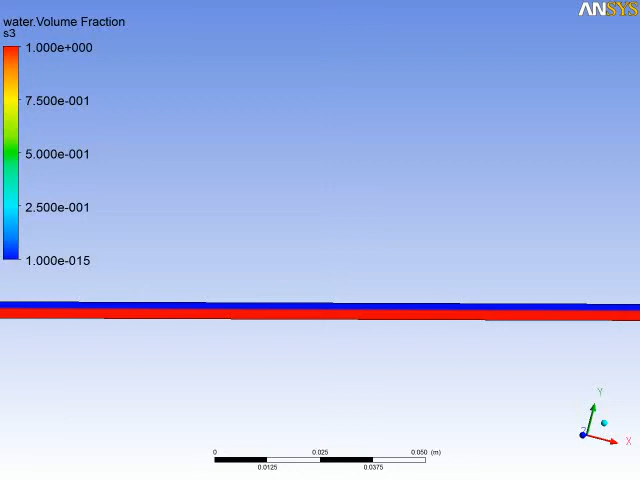 ANSYS
water.Volume Fraction
s3
1.000e+000
7.500e-001
5.000e-001
2.500e-001
1.000e-015
Y
Z
X
0 0.025 0.050 (m)
0.0125 0.0375